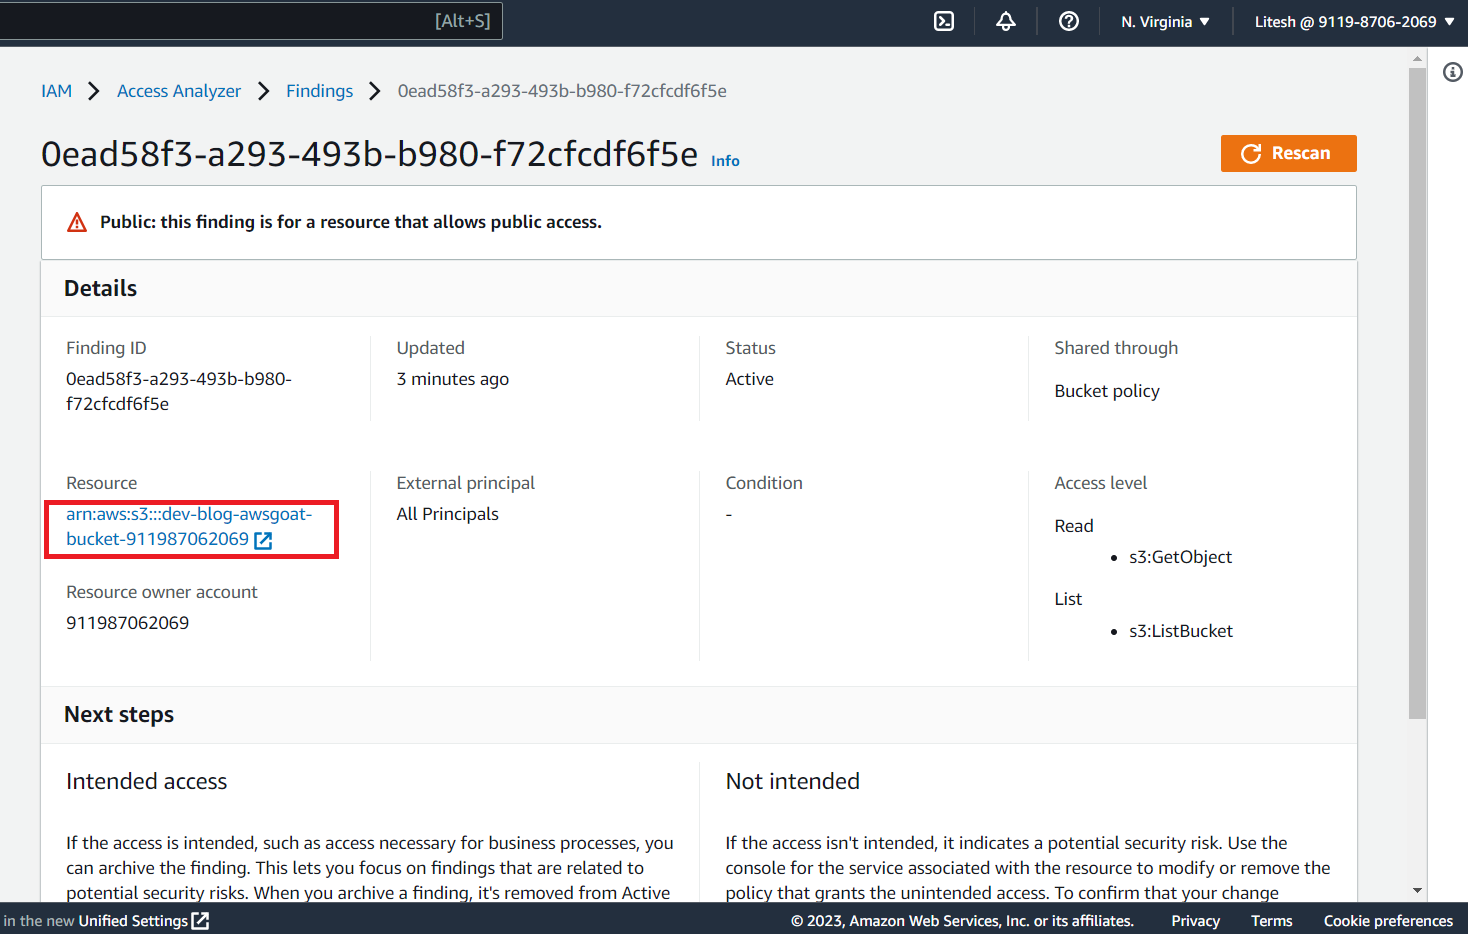 [Alt+S]
N. Virginia ▼
Litesh @ 9119-8706-2069 ▼
IAM > Access Analyzer > Findings > 0ead58f3-a293-493b-b980-f72cfcdf6f5e
0ead58f3-a293-493b-b980-f72cfcdf6f5e Info
Rescan
Public: this finding is for a resource that allows public access.
Details
Finding ID
0ead58f3-a293-493b-b980-
f72cfcdf6f5e
Updated
3 minutes ago
Status
Active
Shared through
Bucket policy
Resource
arn:aws:s3:::dev-blog-awsgoat-
bucket-911987062069
Resource owner account
911987062069
External principal
All Principals
Condition
-
Access level
Read
• s3:GetObject
List
• s3:ListBucket
Next steps
Intended access
If the access is intended, such as access necessary for business processes, you
can archive the finding. This lets you focus on findings that are related to
potential security risks. When you archive a finding, it's removed from Active
Not intended
If the access isn't intended, it indicates a potential security risk. Use the
console for the service associated with the resource to modify or remove the
policy that grants the unintended access. To confirm that your change
in the new Unified Settings
© 2023, Amazon Web Services, Inc. or its affiliates.
Privacy
Terms
Cookie preferences